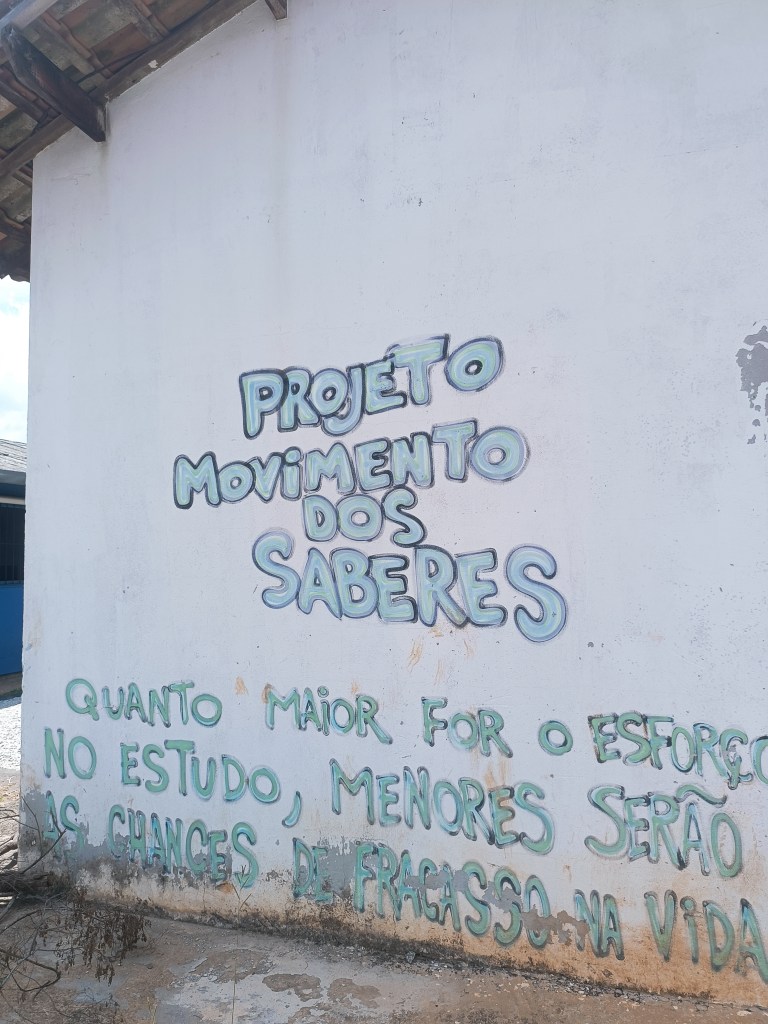 PROJETO
MOVIMENTO
DOS
SABERES
QUANTO MAIOR FOR O ESFORÇO
NO ESTUDO, MENORES SERÃO
AS CHANCES DE FRACASSO NA VIDA